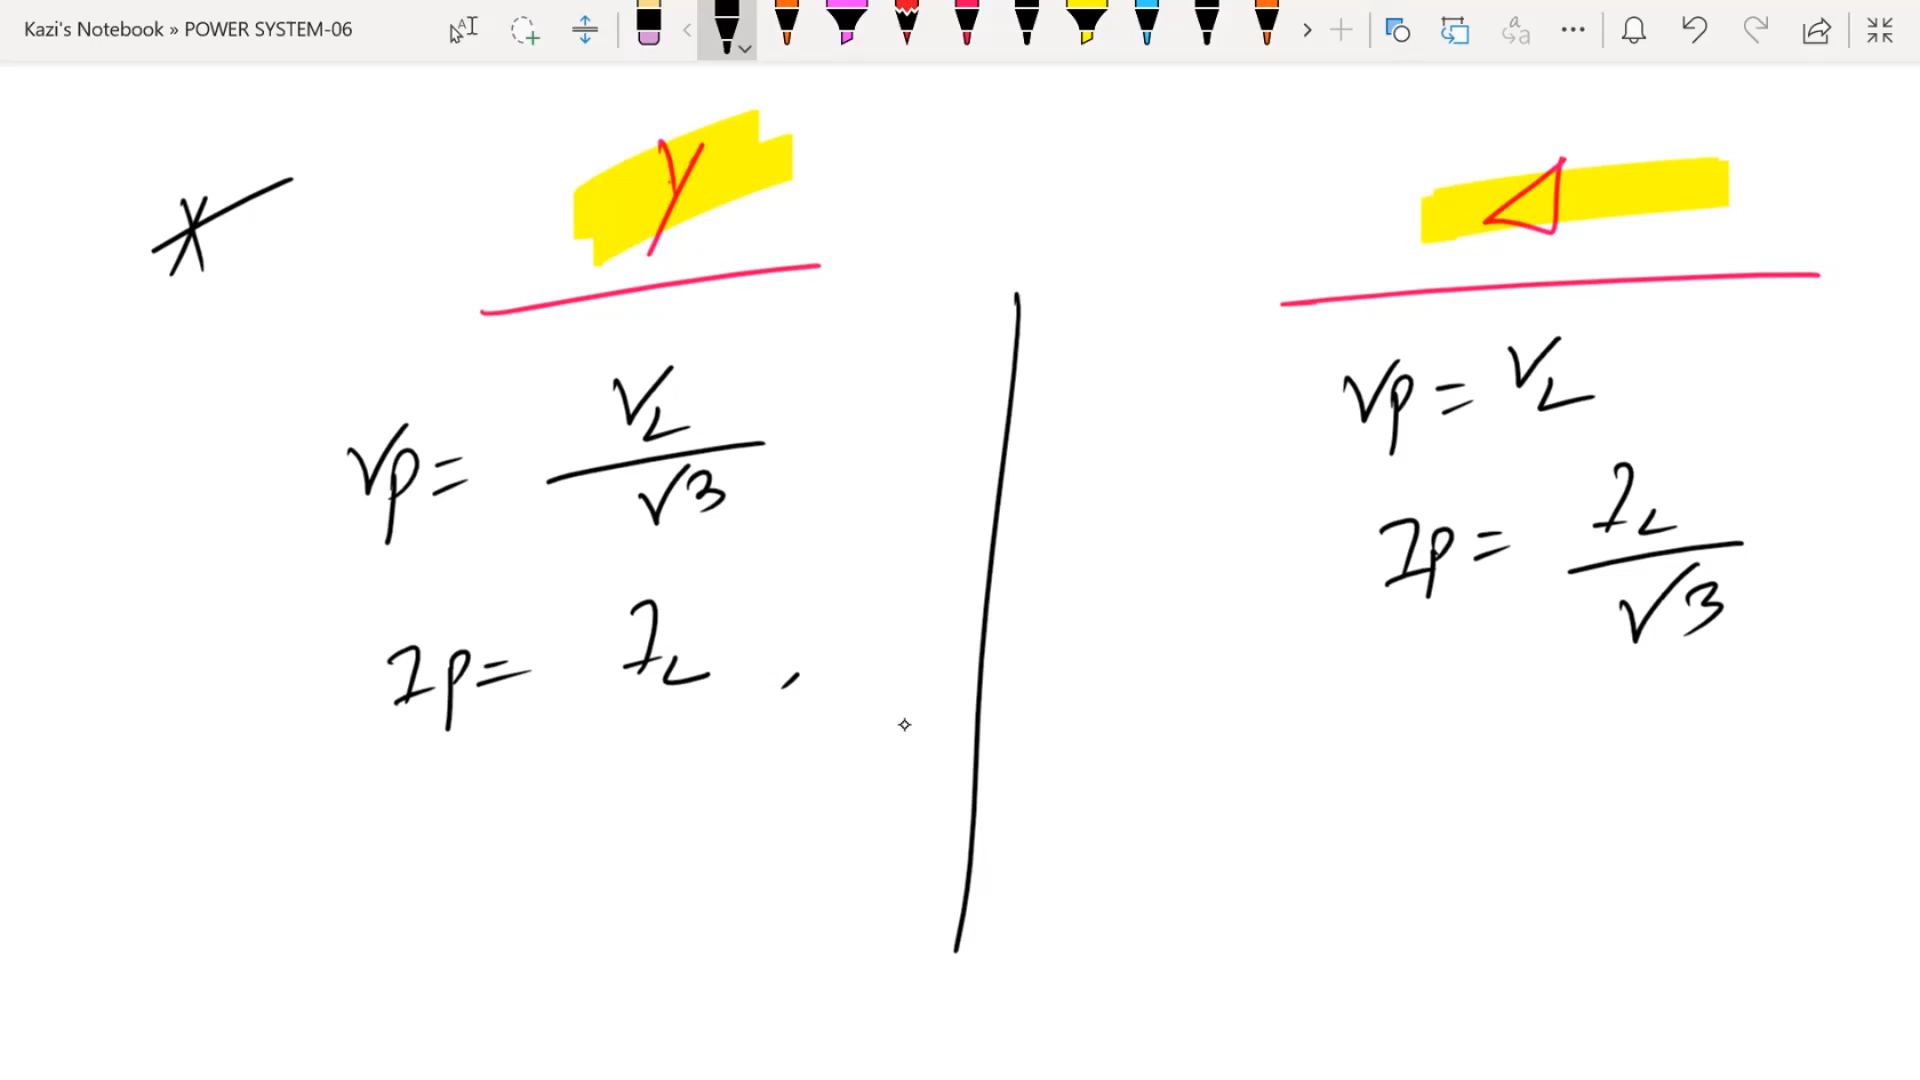 Kazi's Notebook » POWER SYSTEM-06
* Y
Vp = VL/√3
Ip = IL ,
Δ
Vp = VL
Ip = IL/√3